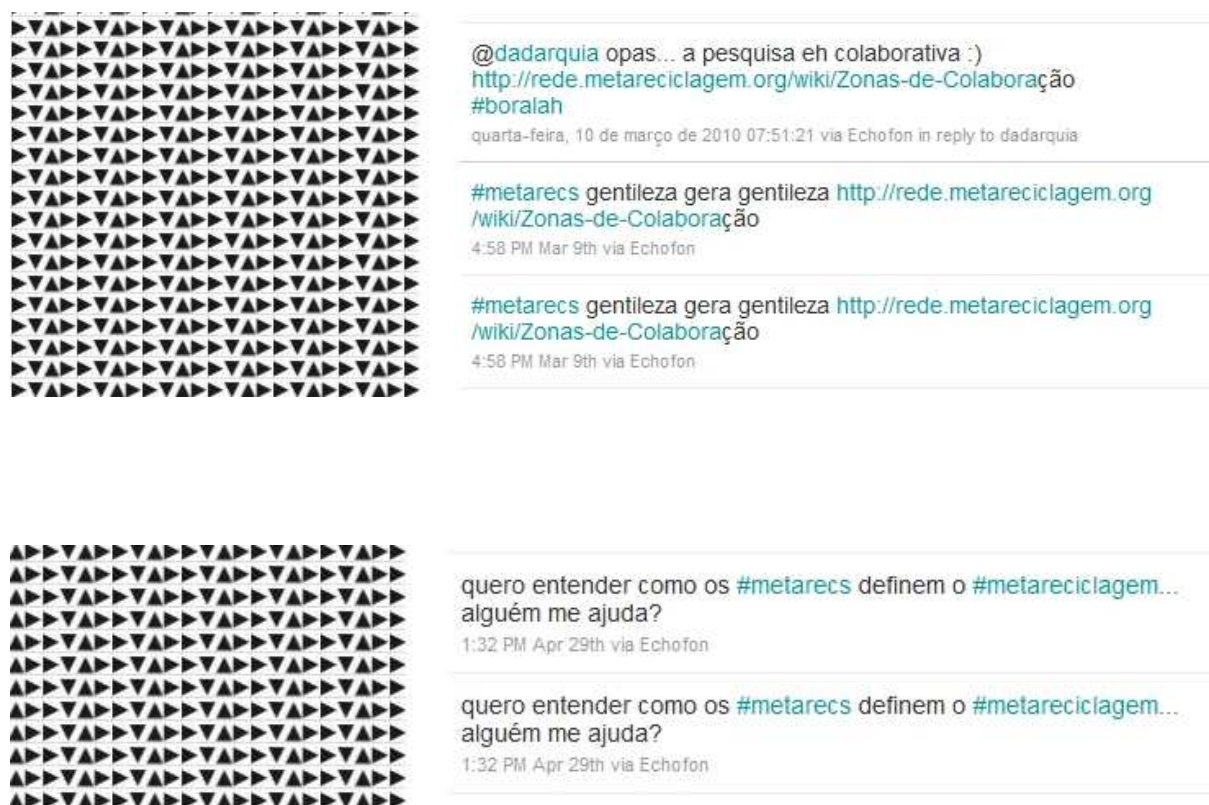 @dadarquia opas... a pesquisa eh colaborativa :)
http://rede.metareciclagem.org/wiki/Zonas-de-Colaboração
#boralah
quarta-feira, 10 de março de 2010 07:51:21 via Echofon in reply to dadarquia
#metarecs gentileza gera gentileza http://rede.metareciclagem.org
/wiki/Zonas-de-Colaboração
4:58 PM Mar 9th via Echofon
#metarecs gentileza gera gentileza http://rede.metareciclagem.org
/wiki/Zonas-de-Colaboração
4:58 PM Mar 9th via Echofon
quero entender como os #metarecs definem o #metareciclagem...
alguém me ajuda?
1:32 PM Apr 29th via Echofon
quero entender como os #metarecs definem o #metareciclagem...
alguém me ajuda?
1:32 PM Apr 29th via Echofon